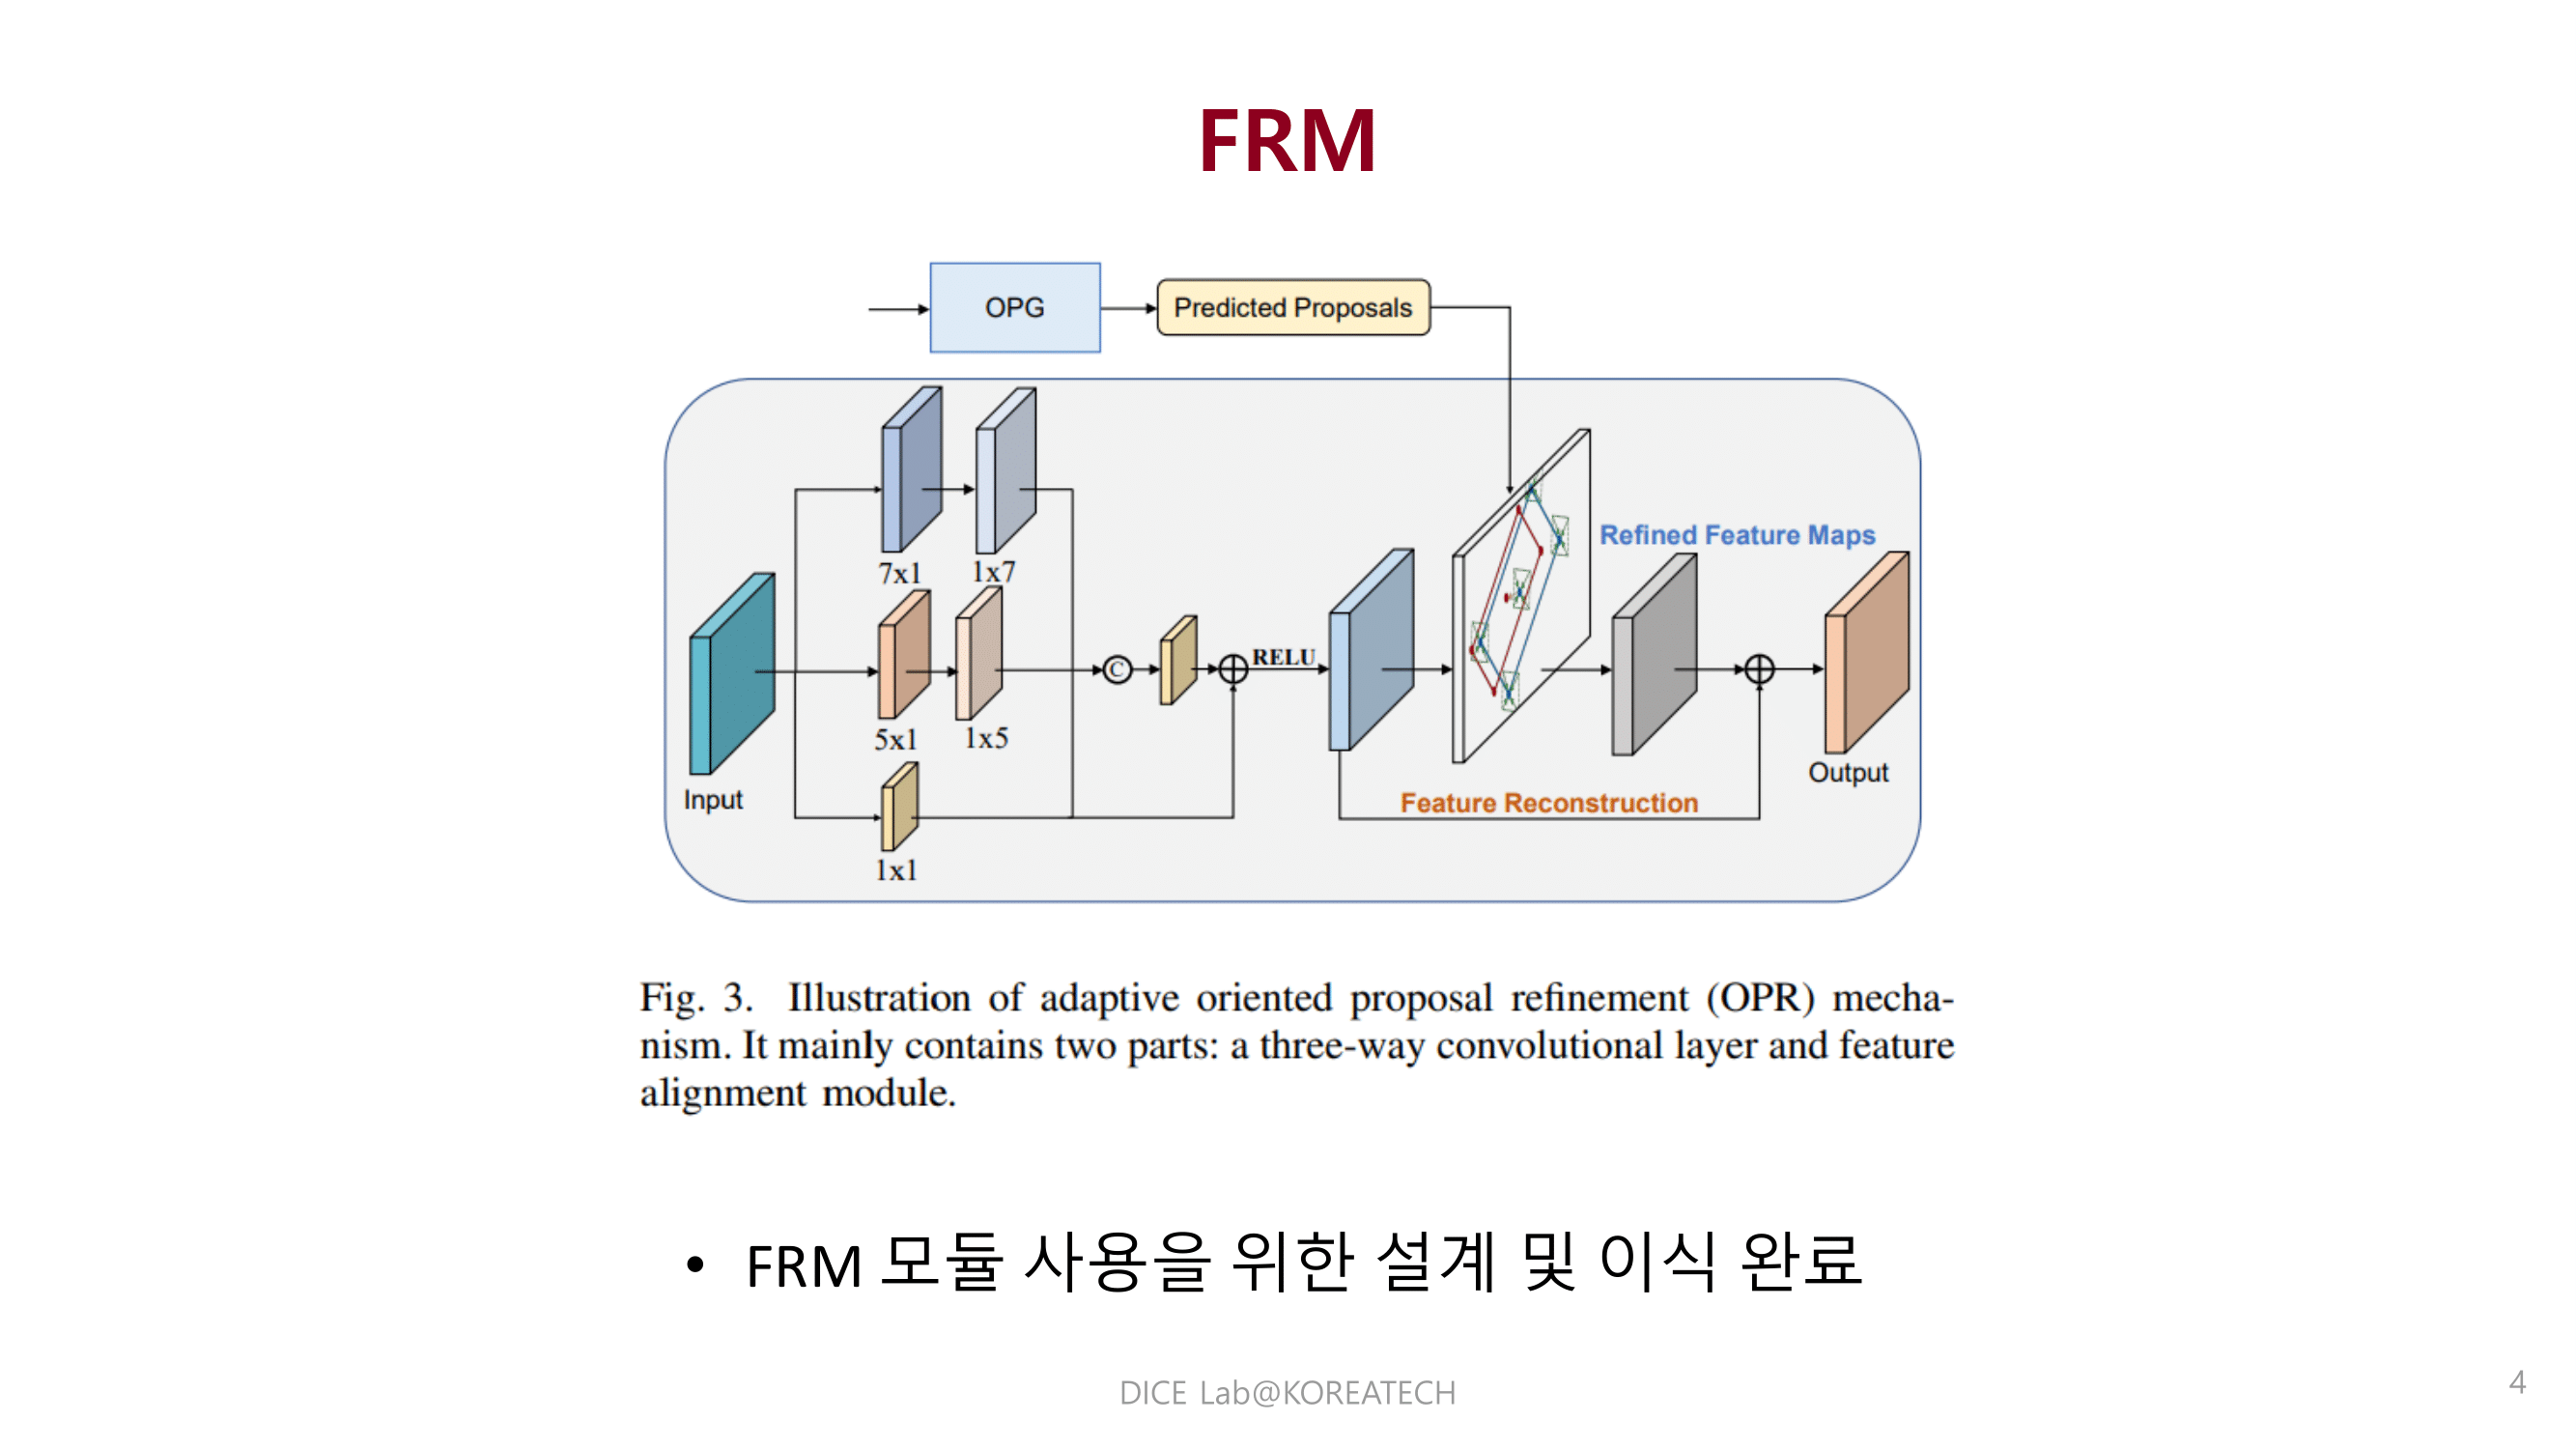 FRM
OPG
Predicted Proposals
7x1
1x7
Refined Feature Maps
5x1
1x5
C
RELU
Input
1x1
Feature Reconstruction
Output
Fig. 3. Illustration of adaptive oriented proposal refinement (OPR) mecha-
nism. It mainly contains two parts: a three-way convolutional layer and feature
alignment module.
• FRM 모듈 사용을 위한 설계 및 이식 완료
DICE Lab@KOREATECH
4